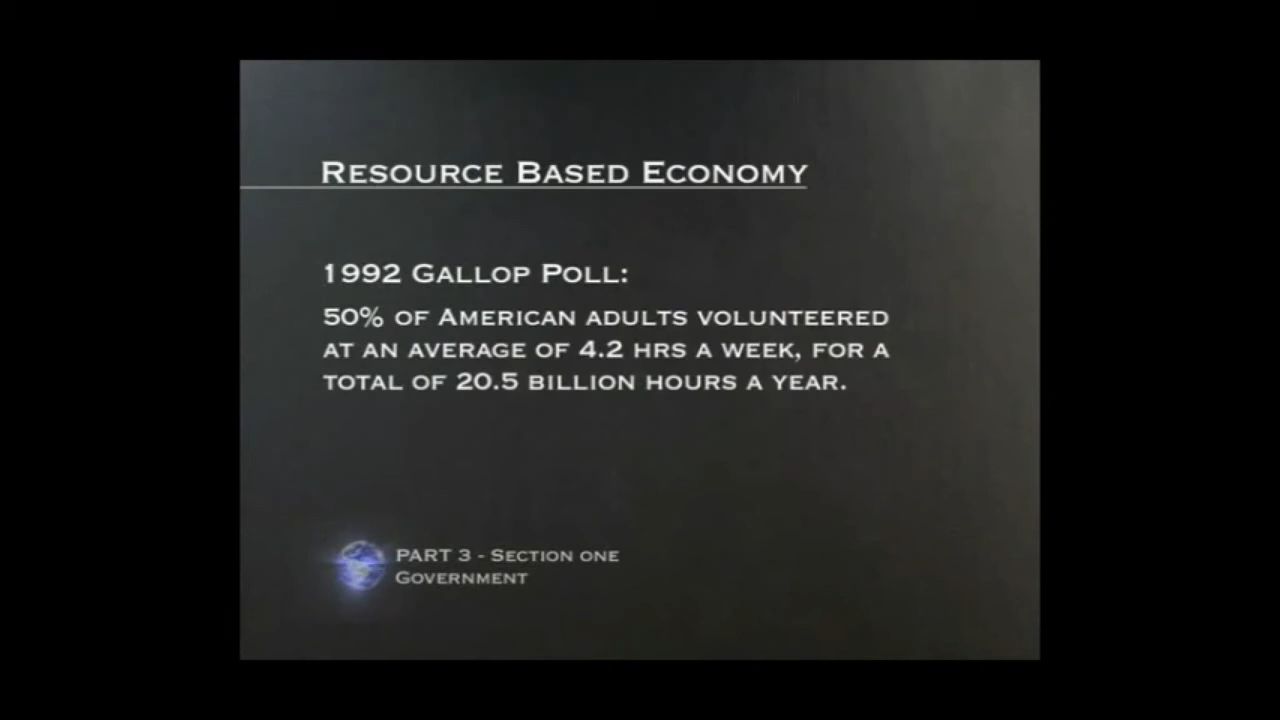 Resource Based Economy
1992 Gallop Poll:
50% of American adults volunteered
at an average of 4.2 hrs a week, for a
total of 20.5 billion hours a year.
PART 3 - Section one
Government